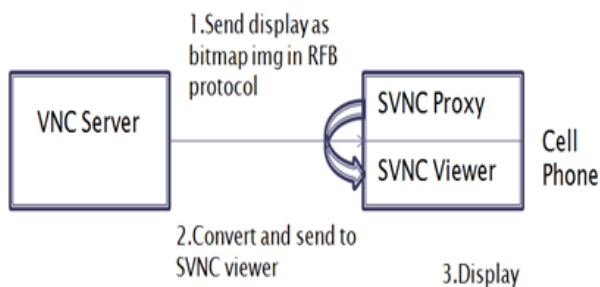 1.Send display as
bitmap img in RFB
protocol
VNC Server
SVNC Proxy
SVNC Viewer
Cell
Phone
2.Convert and send to
SVNC viewer
3.Display